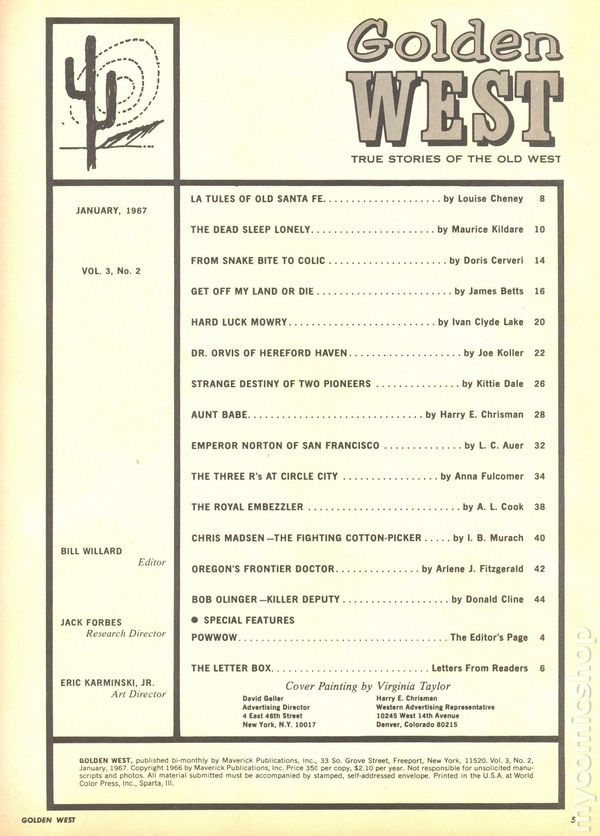 Golden
WEST
TRUE STORIES OF THE OLD WEST
JANUARY, 1967
VOL. 3, No. 2
LA TULES OF OLD SANTA FE. . . . . . . . . . . . . . . . . . . . . by Louise Cheney 8
THE DEAD SLEEP LONELY. . . . . . . . . . . . . . . . . . . . . . by Maurice Kildare 10
FROM SNAKE BITE TO COLIC . . . . . . . . . . . . . . . . . . . . . by Doris Cerveri 14
GET OFF MY LAND OR DIE . . . . . . . . . . . . . . . . . . . . . . . by James Betts 16
HARD LUCK MOWRY. . . . . . . . . . . . . . . . . . . . . . . . . by Ivan Clyde Lake 20
DR. ORVIS OF HEREFORD HAVEN. . . . . . . . . . . . . . . . . . . by Joe Koller 22
STRANGE DESTINY OF TWO PIONEERS . . . . . . . . . . . . . . by Kittie Dale 26
AUNT BABE. . . . . . . . . . . . . . . . . . . . . . . . . . . . . by Harry E. Chrisman 28
EMPEROR NORTON OF SAN FRANCISCO . . . . . . . . . . . . . by L. C. Auer 32
THE THREE R's AT CIRCLE CITY . . . . . . . . . . . . . . . . by Anna Fulcomer 34
THE ROYAL EMBEZZLER . . . . . . . . . . . . . . . . . . . . . . . . . by A. L. Cook 38
CHRIS MADSEN—THE FIGHTING COTTON-PICKER . . . . . by I. B. Murach 40
OREGON'S FRONTIER DOCTOR. . . . . . . . . . . . . . by Arlene J. Fitzgerald 42
BOB OLINGER—KILLER DEPUTY . . . . . . . . . . . . . . . . . . by Donald Cline 44
● SPECIAL FEATURES
POWWOW. . . . . . . . . . . . . . . . . . . . . . . . . . . . . . . . . . The Editor's Page 4
THE LETTER BOX. . . . . . . . . . . . . . . . . . . . . . . . . . Letters From Readers 6
BILL WILLARD
Editor
JACK FORBES
Research Director
ERIC KARMINSKI, JR.
Art Director
Cover Painting by Virginia Taylor
David Geller
Advertising Director
4 East 46th Street
New York, N.Y. 10017
Harry E. Chrisman
Western Advertising Representative
10245 West 14th Avenue
Denver, Colorado 80215
GOLDEN WEST, published bi-monthly by Maverick Publications, Inc., 33 So. Grove Street, Freeport, New York, 11520. Vol. 3, No. 2,
January, 1967. Copyright 1966 by Maverick Publications, Inc. Price 35¢ per copy, $2.10 per year. Not responsible for unsolicited manu-
scripts and photos. All material submitted must be accompanied by stamped, self-addressed envelope. Printed in the U.S.A. at World
Color Press, Inc., Sparta, Ill.
GOLDEN WEST
5
mycomicshop